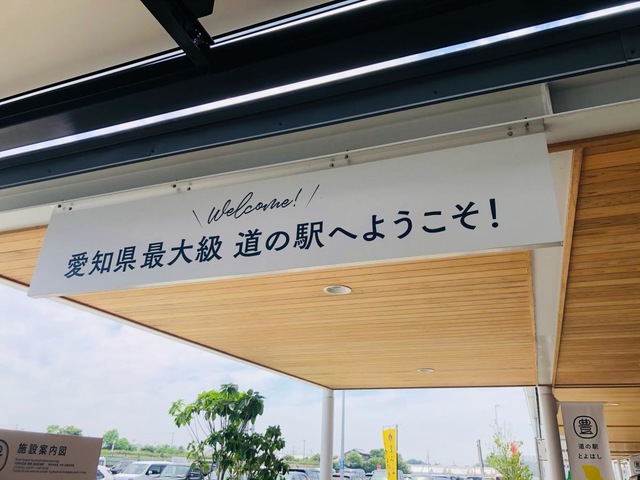 Welcome!
愛知県最大級 道の駅へようこそ!
施設案内図
豊
道の駅
とよはし